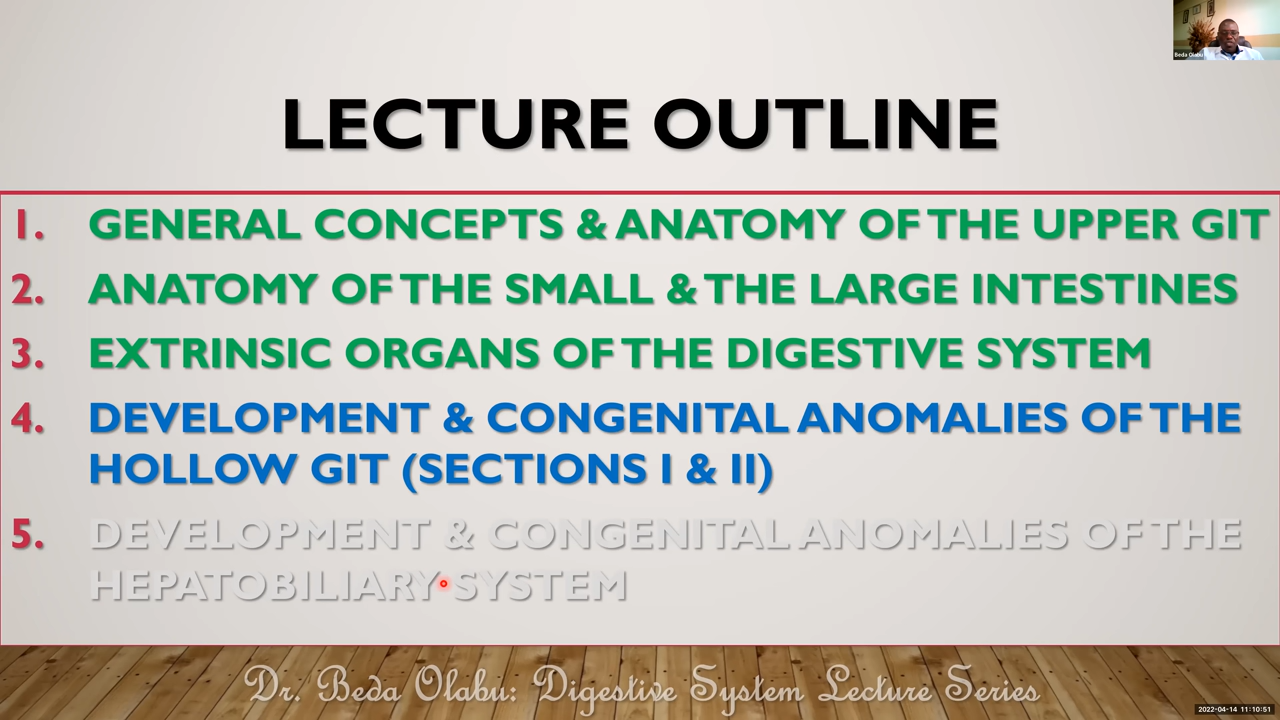 Beda Olabu
LECTURE OUTLINE
1. GENERAL CONCEPTS & ANATOMY OF THE UPPER GIT
2. ANATOMY OF THE SMALL & THE LARGE INTESTINES
3. EXTRINSIC ORGANS OF THE DIGESTIVE SYSTEM
4. DEVELOPMENT & CONGENITAL ANOMALIES OF THE
HOLLOW GIT (SECTIONS I & II)
5. DEVELOPMENT & CONGENITAL ANOMALIES OF THE
HEPATOBILIARY SYSTEM
Dr. Beda Olabu: Digestive System Lecture Series
2022-04-14 11:10:51